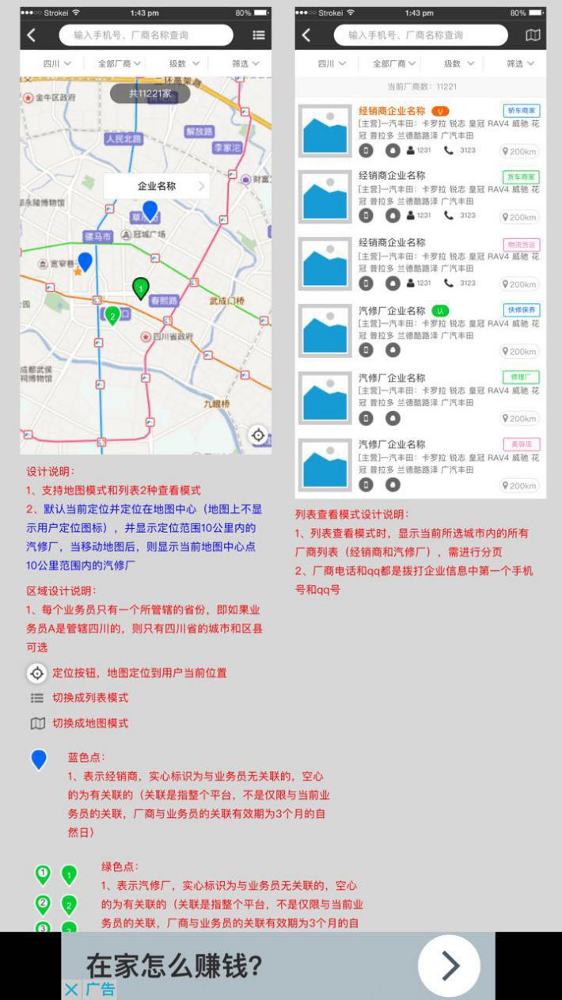 Strokei 1:43 pm 80%
输入手机号、厂商名称查询
四川 全部厂商 级数 筛选
共11221家
金牛区政府
人民北路
解放路
李家沱
企业名称
草市街
骡马市
冠城广场
宽窄巷
春熙路
武成门桥
1
2
口
四川省政府
成都武侯
祠博物馆
九眼桥
设计说明：
1、支持地图模式和列表2种查看模式
2、默认当前定位并定位在地图中心（地图上不显
示用户定位图标），并显示定位范围10公里内的
汽修厂，当移动地图后，则显示当前地图中心点
10公里范围内的汽修厂
区域设计说明：
1、每个业务员只有一个所管辖的省份，即如果业
务员A是管辖四川的，则只有四川省的城市和区县
可选
定位按钮，地图定位到用户当前位置
切换成列表模式
切换成地图模式
蓝色点：
1、表示经销商，实心标识为与业务员无关联的，空心
的为有关联的（关联是指整个平台，不是仅限与当前业
务员的关联，厂商与业务员的关联有效期为3个月的自
然日）
1 1
2 2
3 3
绿色点：
1、表示汽修厂，实心标识为与业务员无关联的，空心
的为有关联的（关联是指整个平台，不是仅限与当前业
务员的关联，厂商与业务员的关联有效期为3个月的自
Strokei 1:43 pm 80%
输入手机号、厂商名称查询
四川 全部厂商 级数 筛选
当前厂商数：11221
经销商企业名称 V 轿车商家
[主营]一汽丰田：卡罗拉 锐志 皇冠 RAV4 威驰 花
冠 普拉多 兰德酷路泽 广汽丰田
1231 3123 200km
经销商企业名称 货车商家
[主营]一汽丰田：卡罗拉 锐志 皇冠 RAV4 威驰 花
冠 普拉多 兰德酷路泽 广汽丰田
1231 3123 200km
经销商企业名称 物流货运
[主营]一汽丰田：卡罗拉 锐志 皇冠 RAV4 威驰 花
冠 普拉多 兰德酷路泽 广汽丰田
1231 3123 200km
汽修厂企业名称 认 快修保养
[主营]一汽丰田：卡罗拉 锐志 皇冠 RAV4 威驰 花
冠 普拉多 兰德酷路泽 广汽丰田
200km
汽修厂企业名称 修理厂
[主营]一汽丰田：卡罗拉 锐志 皇冠 RAV4 威驰 花
冠 普拉多 兰德酷路泽 广汽丰田
200km
汽修厂企业名称 美容店
[主营]一汽丰田：卡罗拉 锐志 皇冠 RAV4 威驰 花
冠 普拉多 兰德酷路泽 广汽丰田
200km
列表查看模式设计说明：
1、列表查看模式时，显示当前所选城市内的所有
厂商列表（经销商和汽修厂），需进行分页
2、厂商电话和qq都是拨打企业信息中第一个手机
号和qq号
在家怎么赚钱?
广告